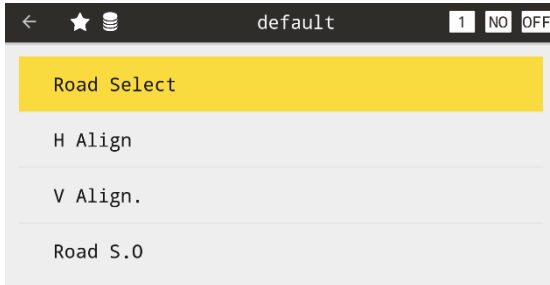 default 1 NO OFF
Road Select
H Align
V Align.
Road S.O